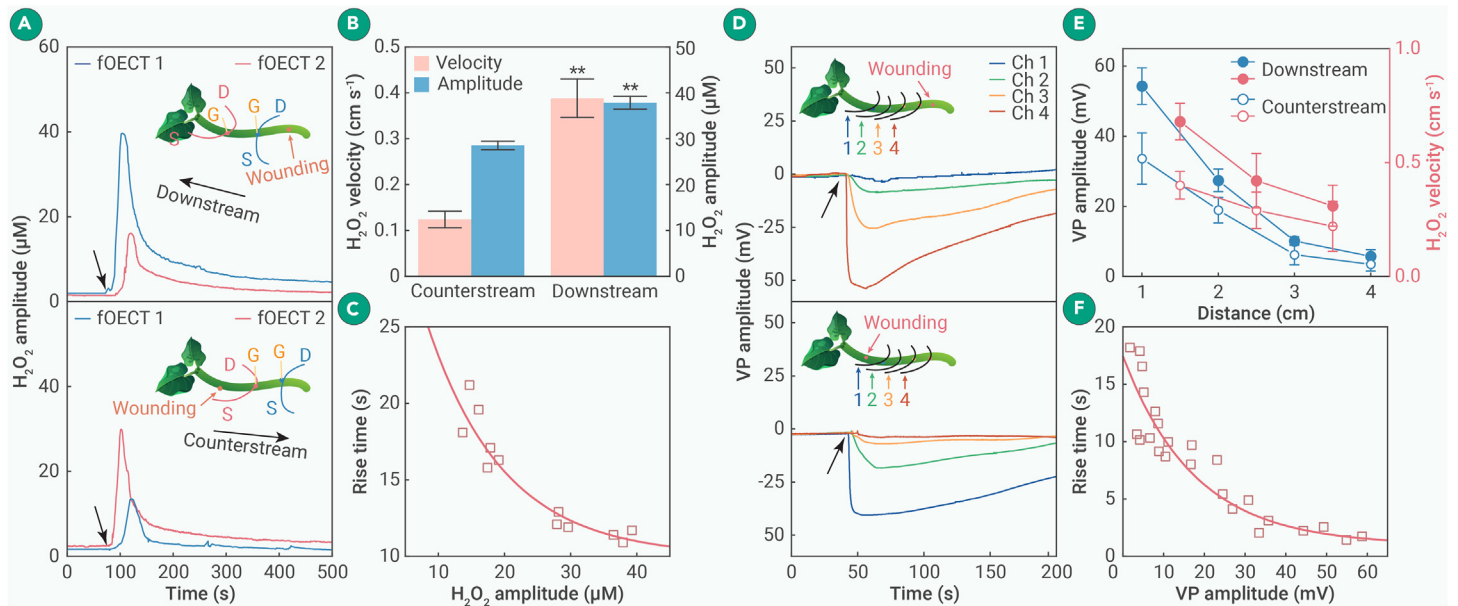 A
60
40
20
0
40
20
0
H₂O₂ amplitude (μM)
fOECT 1
fOECT 2
D
G
G
D
S
S
Wounding
Downstream
fOECT 1
fOECT 2
D
G
G
D
S
S
Wounding
Counterstream
0
100
200
300
400
500
Time (s)
B
0.5
0.4
0.3
0.2
0.1
0
H₂O₂ velocity (cm s⁻¹)
Velocity
Amplitude
**
**
50
40
30
20
10
0
H₂O₂ amplitude (μM)
Counterstream
Downstream
C
25
20
15
10
Rise time (s)
10
20
30
40
H₂O₂ amplitude (μM)
D
50
25
0
-25
50
50
25
0
-25
50
VP amplitude (mV)
Wounding
Ch 1
Ch 2
Ch 3
Ch 4
1
2
3
4
Wounding
1
2
3
4
0
50
100
150
200
Time (s)
E
60
40
20
0
VP amplitude (mV)
Downstream
Counterstream
1.0
0.5
0.0
H₂O₂ velocity (cm s⁻¹)
1
2
3
4
Distance (cm)
F
20
15
10
5
0
Rise time (s)
0
10
20
30
40
50
60
VP amplitude (mV)